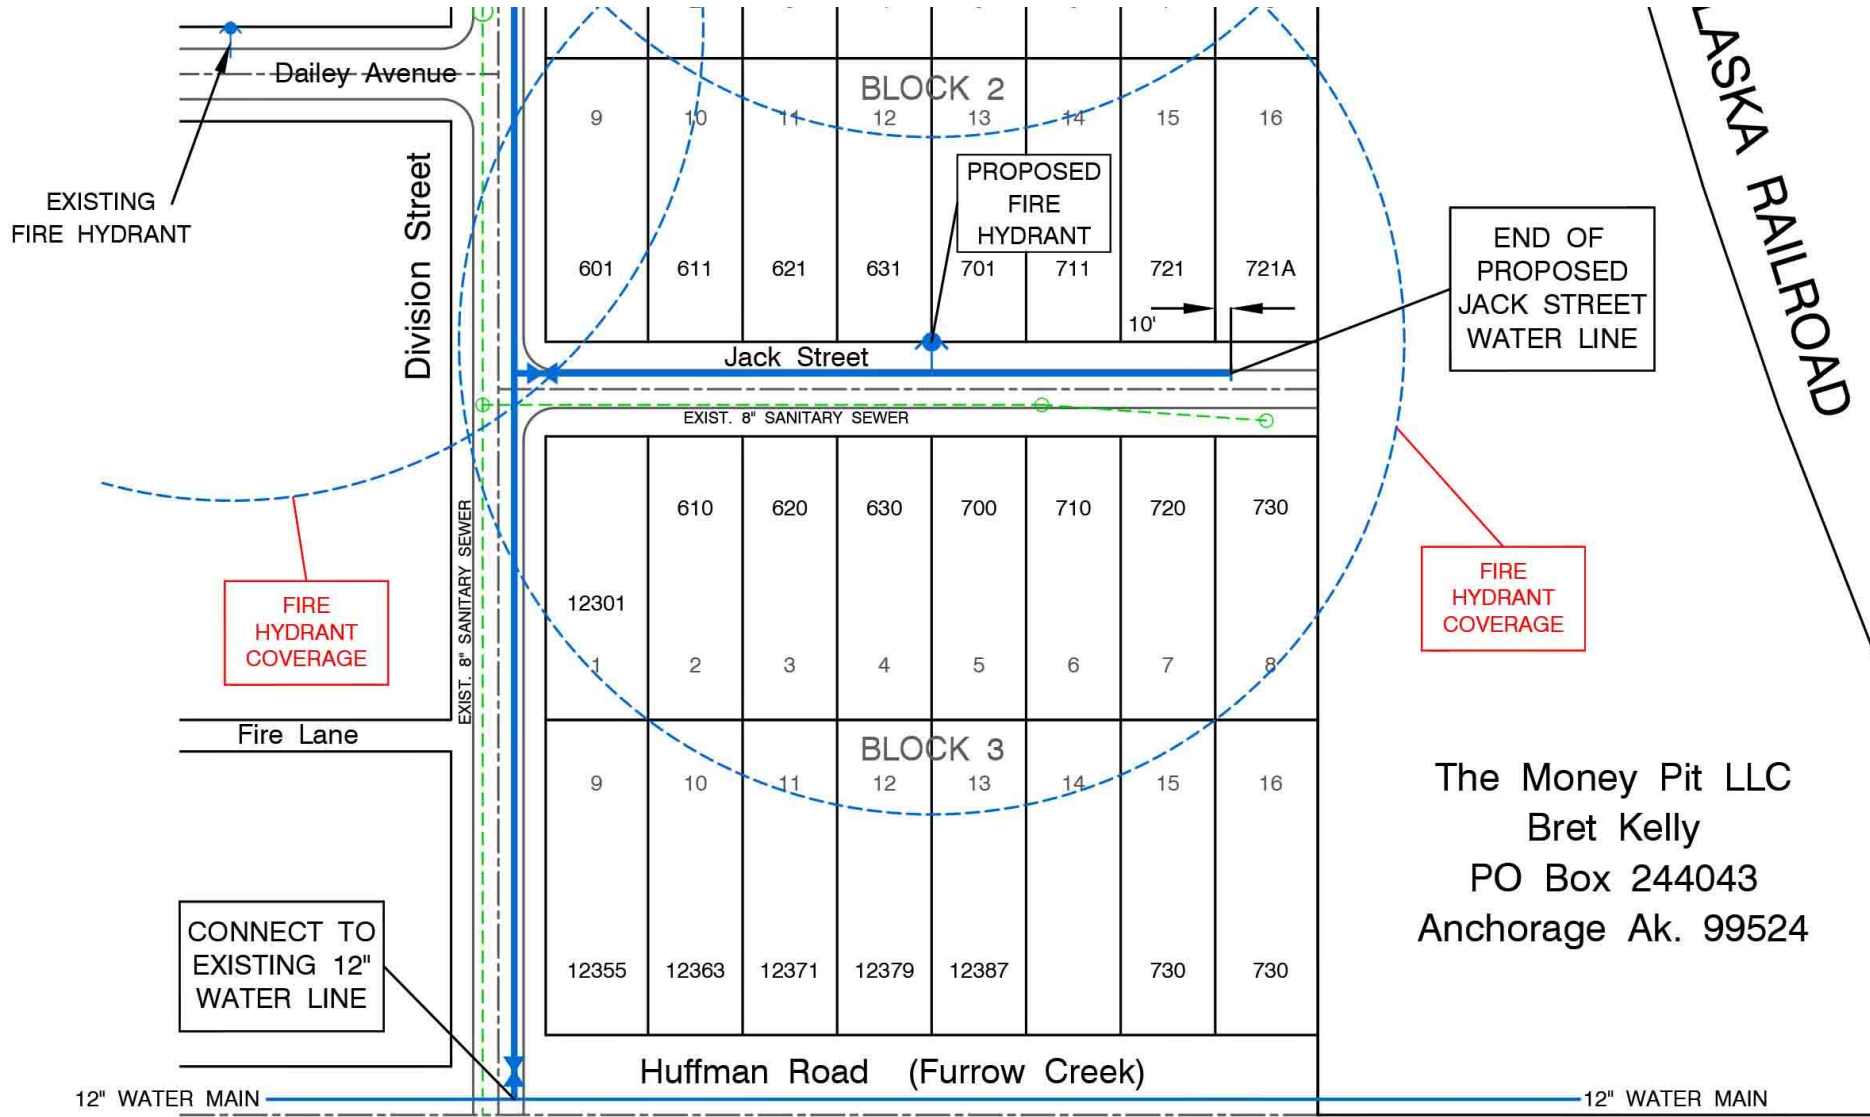 Dailey Avenue
EXISTING
FIRE HYDRANT
Division Street
BLOCK 2
9 10 11 12 13 14 15 16
PROPOSED
FIRE
HYDRANT
601 611 621 631 701 711 721 721A
10'
Jack Street
END OF
PROPOSED
JACK STREET
WATER LINE
ALASKA RAILROAD
EXIST. 8" SANITARY SEWER
610 620 630 700 710 720 730
12301
1 2 3 4 5 6 7 8
EXIST. 8" SANITARY SEWER
FIRE
HYDRANT
COVERAGE
FIRE
HYDRANT
COVERAGE
Fire Lane
BLOCK 3
9 10 11 12 13 14 15 16
The Money Pit LLC
Bret Kelly
PO Box 244043
Anchorage Ak. 99524
CONNECT TO
EXISTING 12"
WATER LINE
12355 12363 12371 12379 12387 730 730
Huffman Road (Furrow Creek)
12" WATER MAIN
12" WATER MAIN